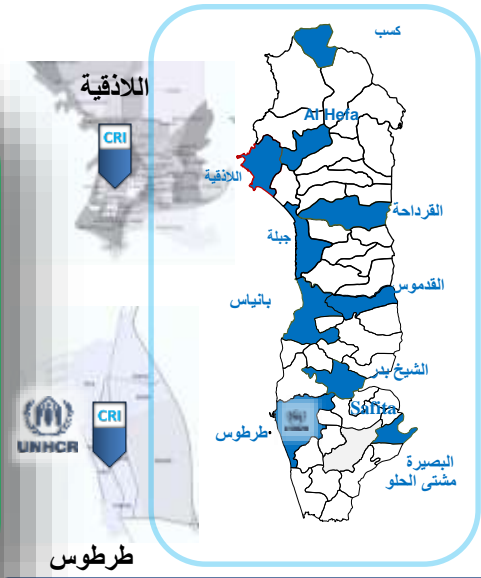 كسب
اللاذقية
Al Hefa
CRI
اللاذقية
القرداحة
جبلة
القدموس
بانياس
الشيخ بدر
Safita
CRI
UNHCR
طرطوس
البصيرة
مشتى الحلو
طرطوس